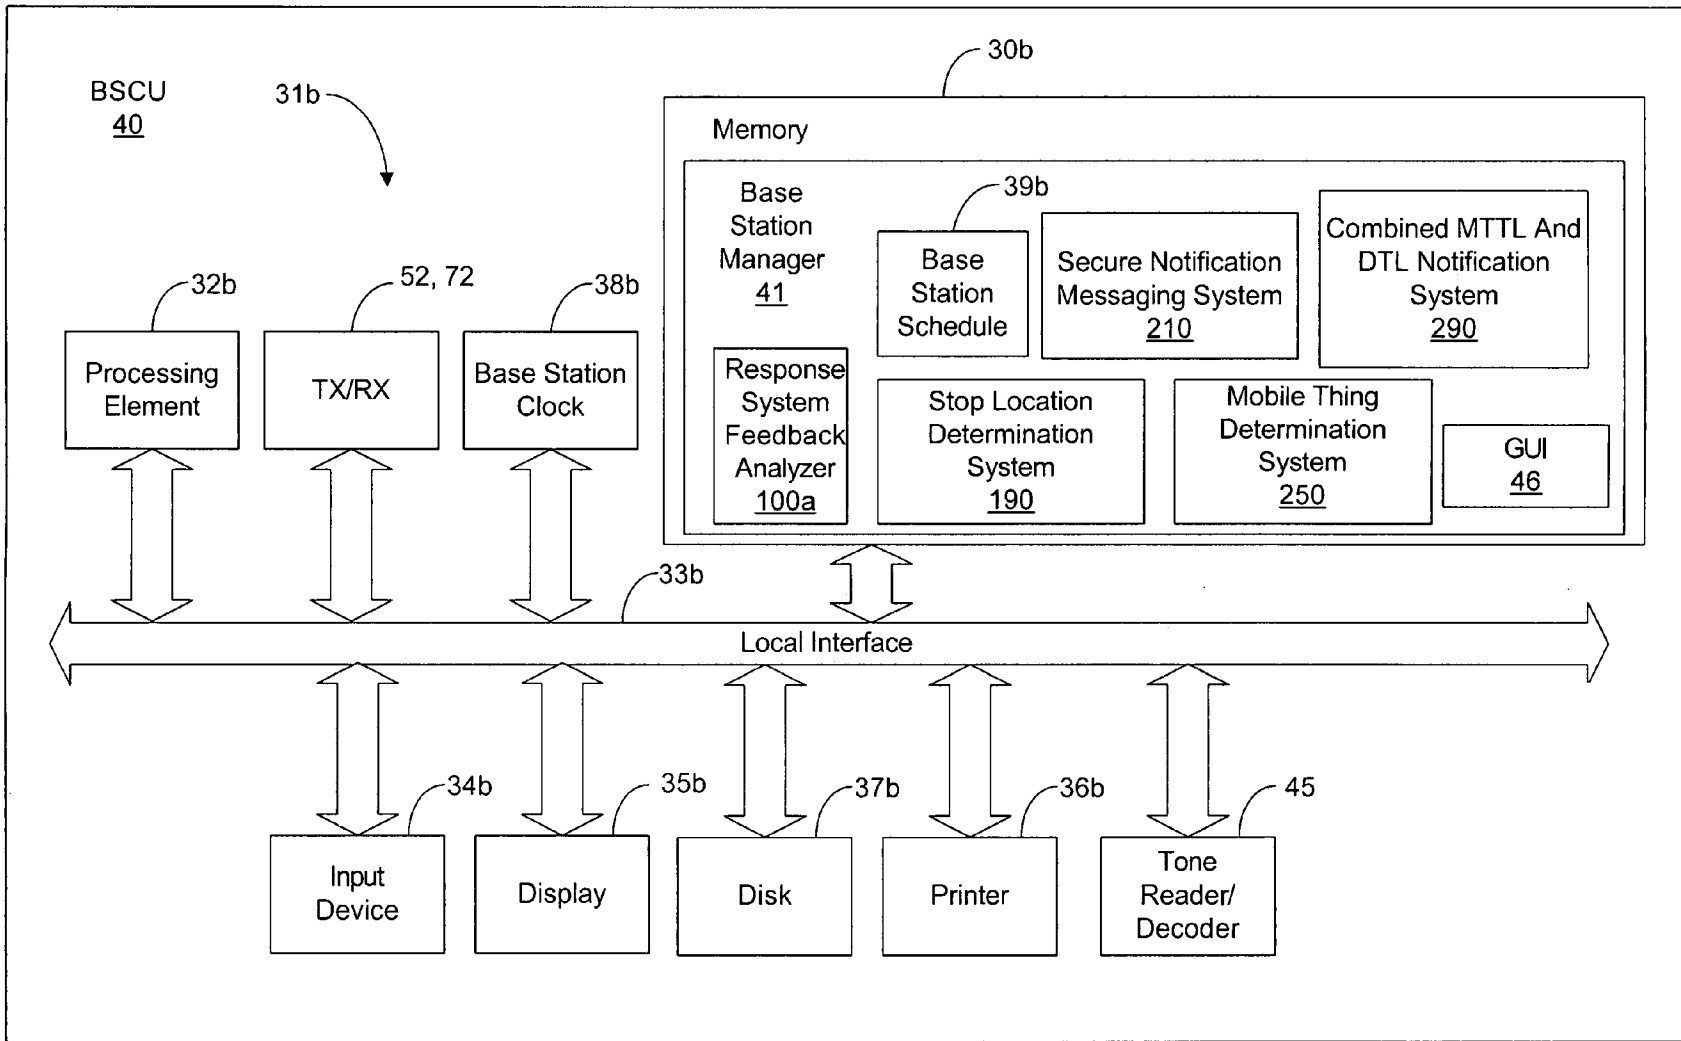 30b
BSCU
40
31b
Memory
Base
Station
Manager
41
39b
Base
Station
Schedule
Secure Notification
Messaging System
210
Combined MTTL And
DTL Notification
System
290
32b
52, 72
38b
Processing
Element
TX/RX
Base Station
Clock
Response
System
Feedback
Analyzer
100a
Stop Location
Determination
System
190
Mobile Thing
Determination
System
250
GUI
46
33b
Local Interface
34b
35b
37b
36b
45
Input
Device
Display
Disk
Printer
Tone
Reader/
Decoder